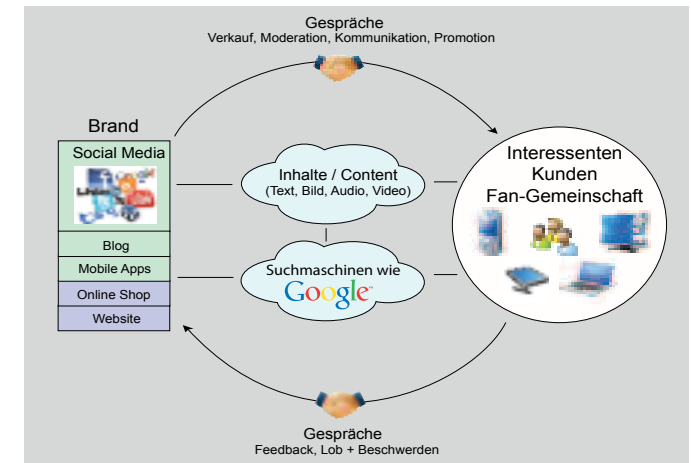 Gespräche
Verkauf, Moderation, Kommunikation, Promotion
Brand
Social Media
Blog
Mobile Apps
Online Shop
Website
Inhalte / Content
(Text, Bild, Audio, Video)
Suchmaschinen wie
Google
Interessenten
Kunden
Fan-Gemeinschaft
Gespräche
Feedback, Lob + Beschwerden